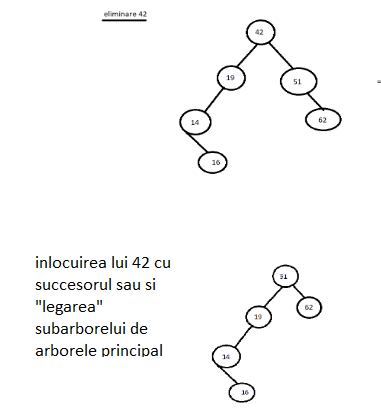 eliminare 42
42
19
51
=
14
62
16
inlocuirea lui 42 cu
succesorul sau si
"legarea"
subarborelui de
arborele principal
51
62
19
14
16